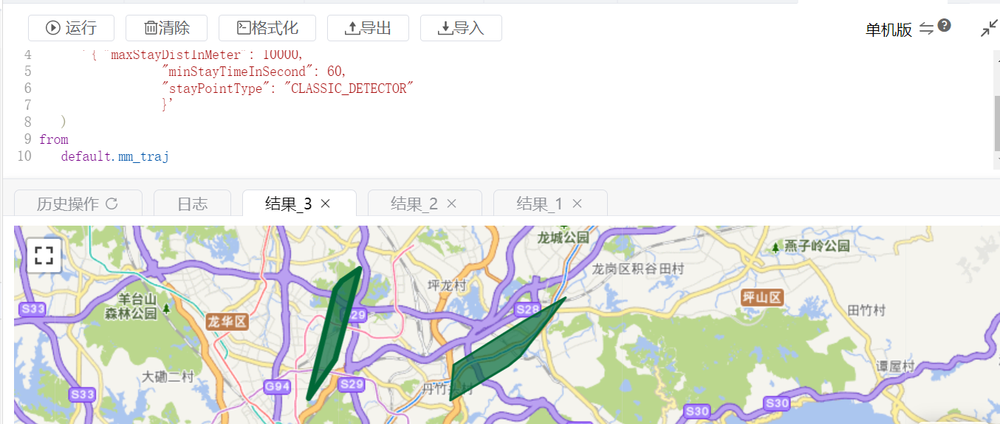 运行 清除 格式化 导出 导入 单机版
4 '{ "maxStayDistInMeter": 10000,
5 "minStayTimeInSecond": 60,
6 "stayPointType": "CLASSIC_DETECTOR"
7 }'
8 )
9 from
10 default.mm_traj
历史操作 日志 结果_3 × 结果_2 × 结果_1 ×
龙城公园
燕子岭公园
龙岗区积谷田村
坪龙村
羊台山
森林公园
S33
S28
坪山区
田竹村
龙华区
S29
谭屋村
大磡二村
G94
S29
丹竹头村
S33
S30
S30